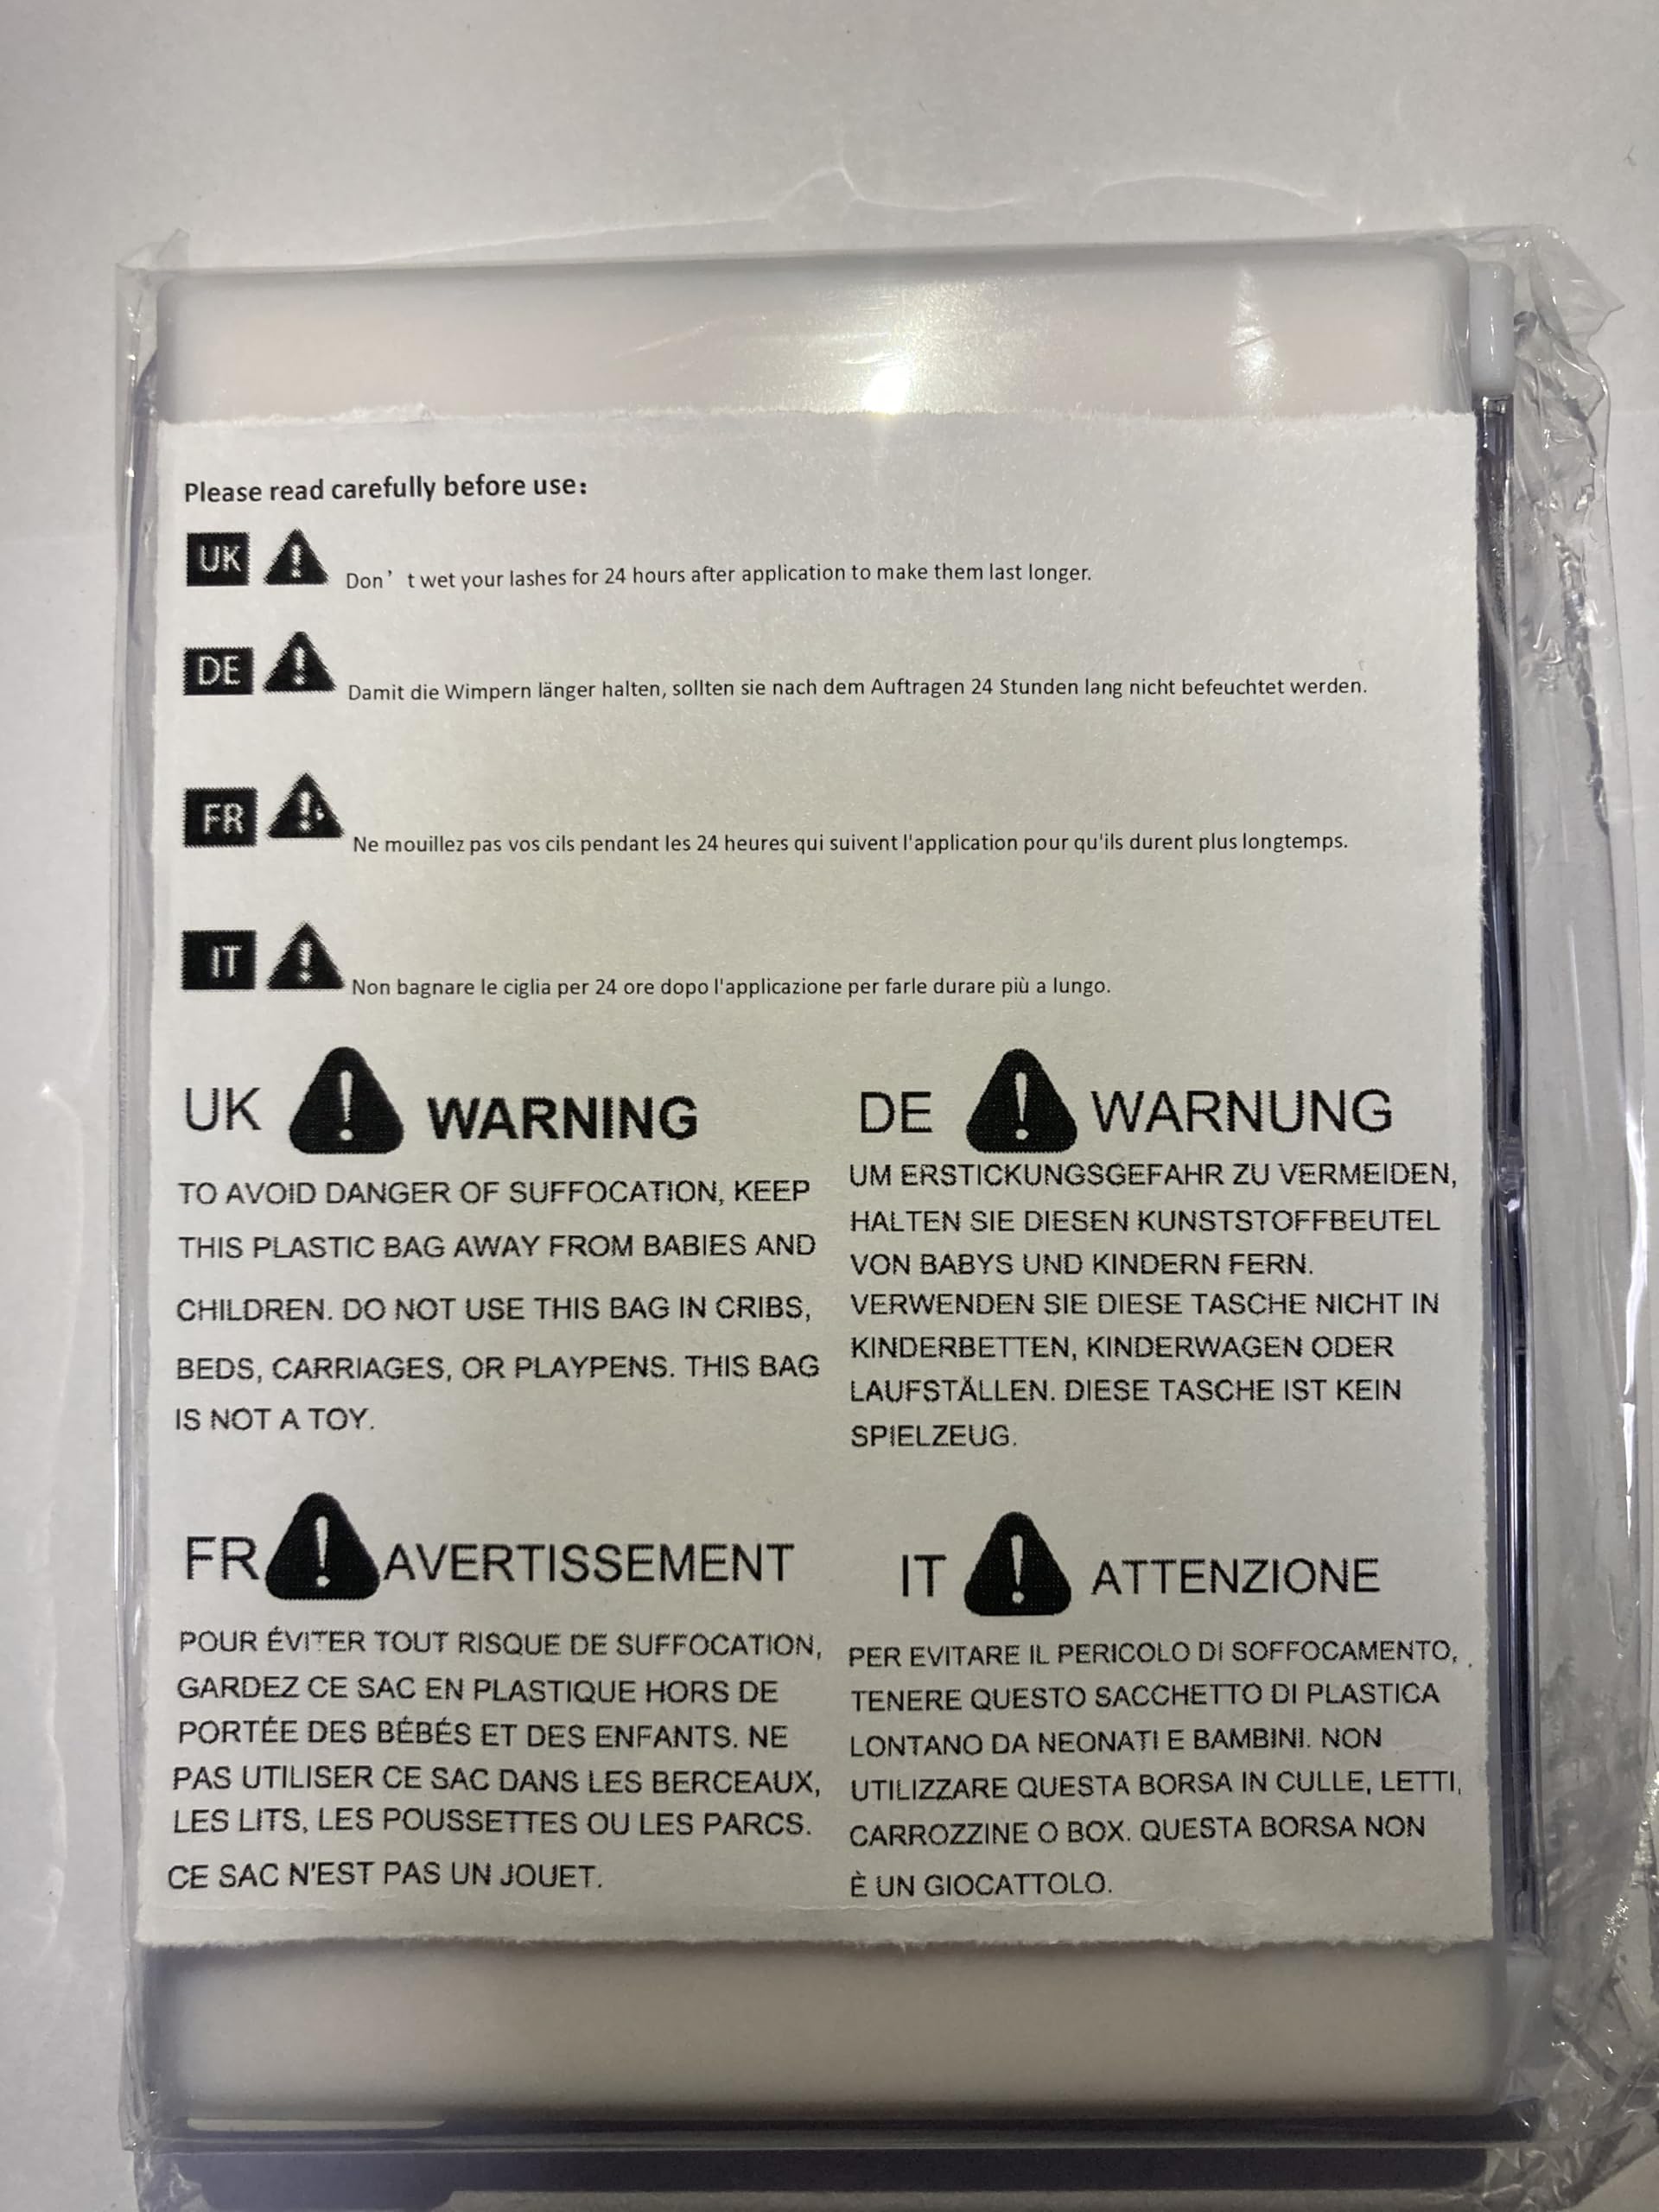 Please read carefully before use:
UK Don't wet your lashes for 24 hours after application to make them last longer.
DE Damit die Wimpern länger halten, sollten sie nach dem Auftragen 24 Stunden lang nicht befeuchtet werden.
FR Ne mouillez pas vos cils pendant les 24 heures qui suivent l'application pour qu'ils durent plus longtemps.
IT Non bagnare le ciglia per 24 ore dopo l'applicazione per farle durare più a lungo.
UK WARNING
TO AVOID DANGER OF SUFFOCATION, KEEP
THIS PLASTIC BAG AWAY FROM BABIES AND
CHILDREN. DO NOT USE THIS BAG IN CRIBS,
BEDS, CARRIAGES, OR PLAYPENS. THIS BAG
IS NOT A TOY.
DE WARNUNG
UM ERSTICKUNGSGEFAHR ZU VERMEIDEN,
HALTEN SIE DIESEN KUNSTSTOFFBEUTEL
VON BABYS UND KINDERN FERN.
VERWENDEN SIE DIESE TASCHE NICHT IN
KINDERBETTEN, KINDERWAGEN ODER
LAUFSTÄLLEN. DIESE TASCHE IST KEIN
SPIELZEUG.
FR AVERTISSEMENT
POUR ÉVITER TOUT RISQUE DE SUFFOCATION,
GARDEZ CE SAC EN PLASTIQUE HORS DE
PORTÉE DES BÉBÉS ET DES ENFANTS. NE
PAS UTILISER CE SAC DANS LES BERCEAUX,
LES LITS, LES POUSSETTES OU LES PARCS.
CE SAC N'EST PAS UN JOUET.
IT ATTENZIONE
PER EVITARE IL PERICOLO DI SOFFOCAMENTO,
TENERE QUESTO SACCHETTO DI PLASTICA
LONTANO DA NEONATI E BAMBINI. NON
UTILIZZARE QUESTA BORSA IN CULLE, LETTI,
CARROZZINE O BOX. QUESTA BORSA NON
È UN GIOCATTOLO.